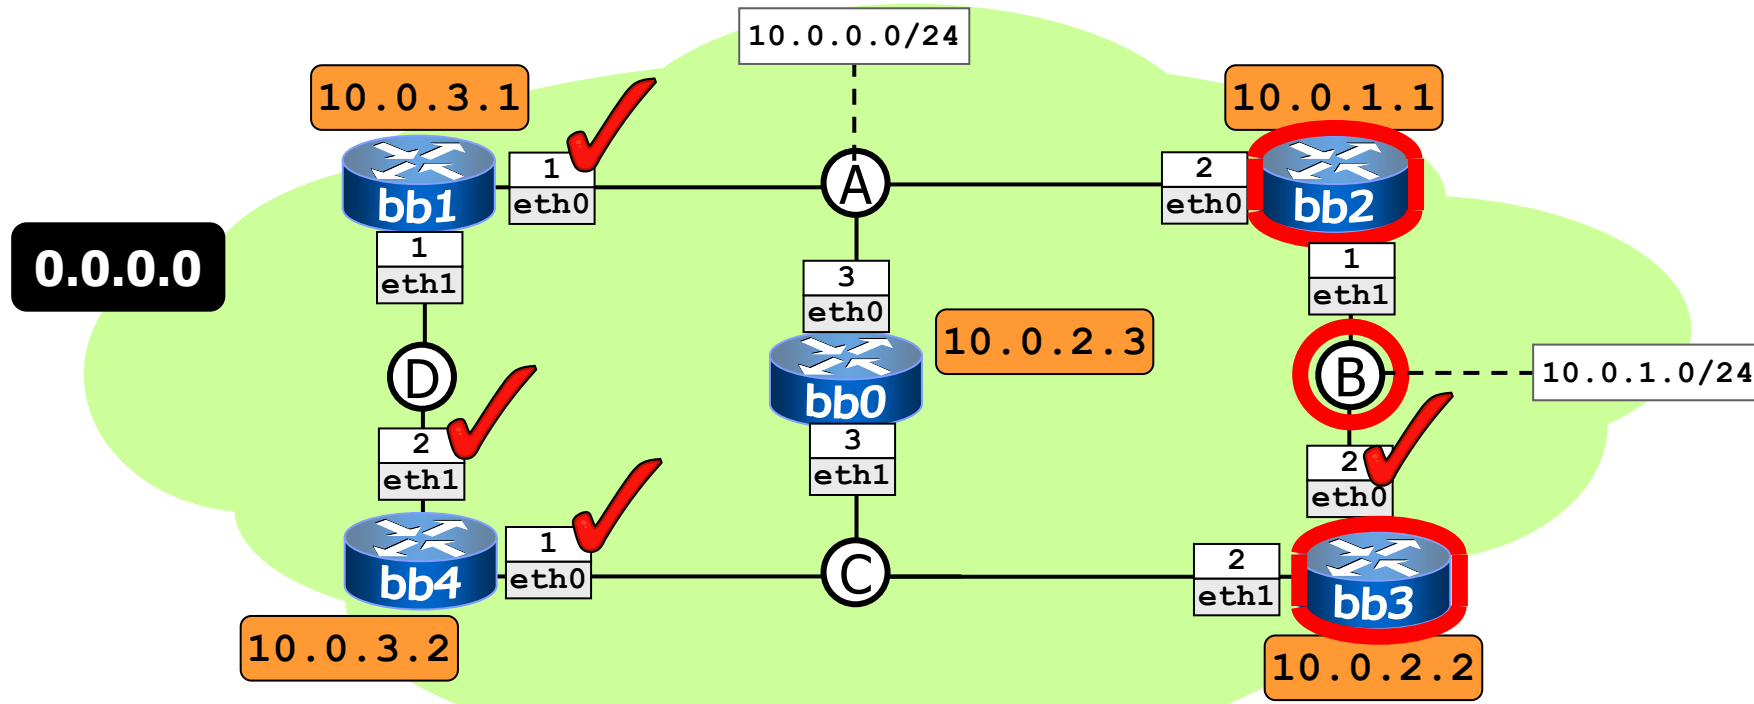 10.0.0.0/24
10.0.3.1
10.0.1.1
1
eth0
A
2
eth0
bb1
bb2
1
eth1
0.0.0.0
3
eth0
1
eth1
10.0.2.3
D
bb0
B
10.0.1.0/24
2
eth1
3
eth1
2
eth0
bb4
1
eth0
C
2
eth1
bb3
10.0.3.2
10.0.2.2